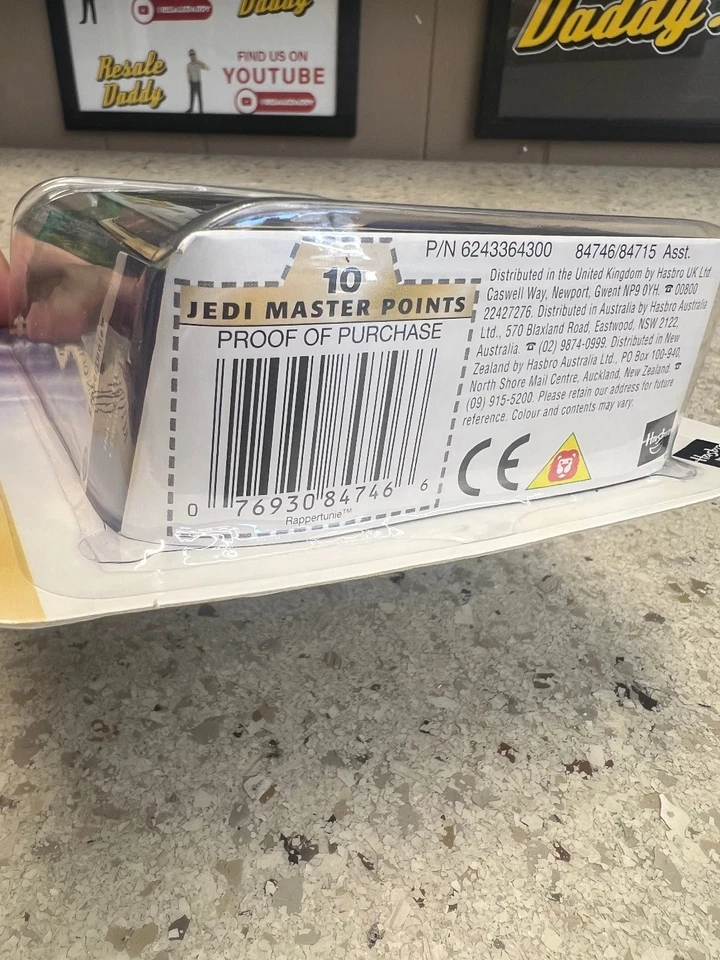 Daddy
Resale
Daddy
FIND US ON
YOUTUBE
Daddy
P/N 6243364300 84746/84715 Asst.
10
JEDI MASTER POINTS
PROOF OF PURCHASE
0 76930 84746 6
Rappertunie™
Distributed in the United Kingdom by Hasbro UK Ltd.
Caswell Way, Newport, Gwent NP9 0YH. ☎ 00800
22427276. Distributed in Australia by Hasbro Australia
Ltd., 570 Blaxland Road, Eastwood, NSW 2122,
Australia. ☎ (02) 9874-0999. Distributed in New
Zealand by Hasbro Australia Ltd., PO Box 100-940,
North Shore Mail Centre, Auckland, New Zealand. ☎
(09) 915-5200. Please retain our address for future
reference. Colour and contents may vary.
CE
Hasbro
Hasbro